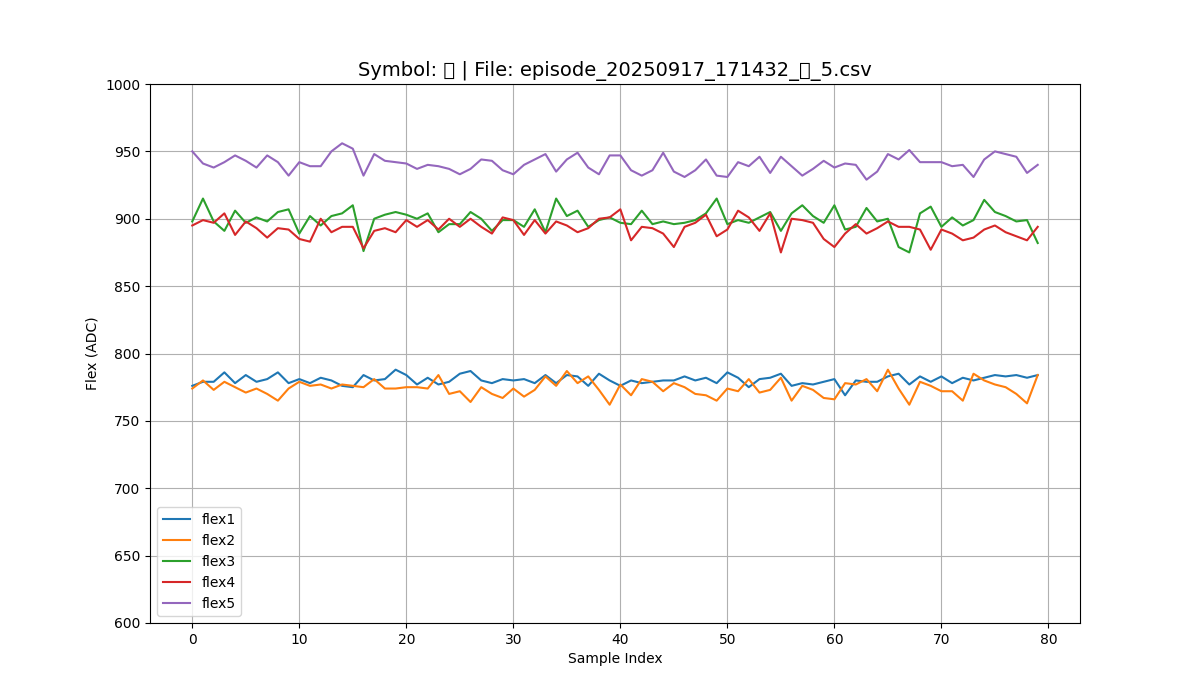 Symbol: ▯ | File: episode_20250917_171432_▯_5.csv
1000
950
900
850
800
750
700
650
600
Flex (ADC)
flex1
flex2
flex3
flex4
flex5
0 10 20 30 40 50 60 70 80
Sample Index